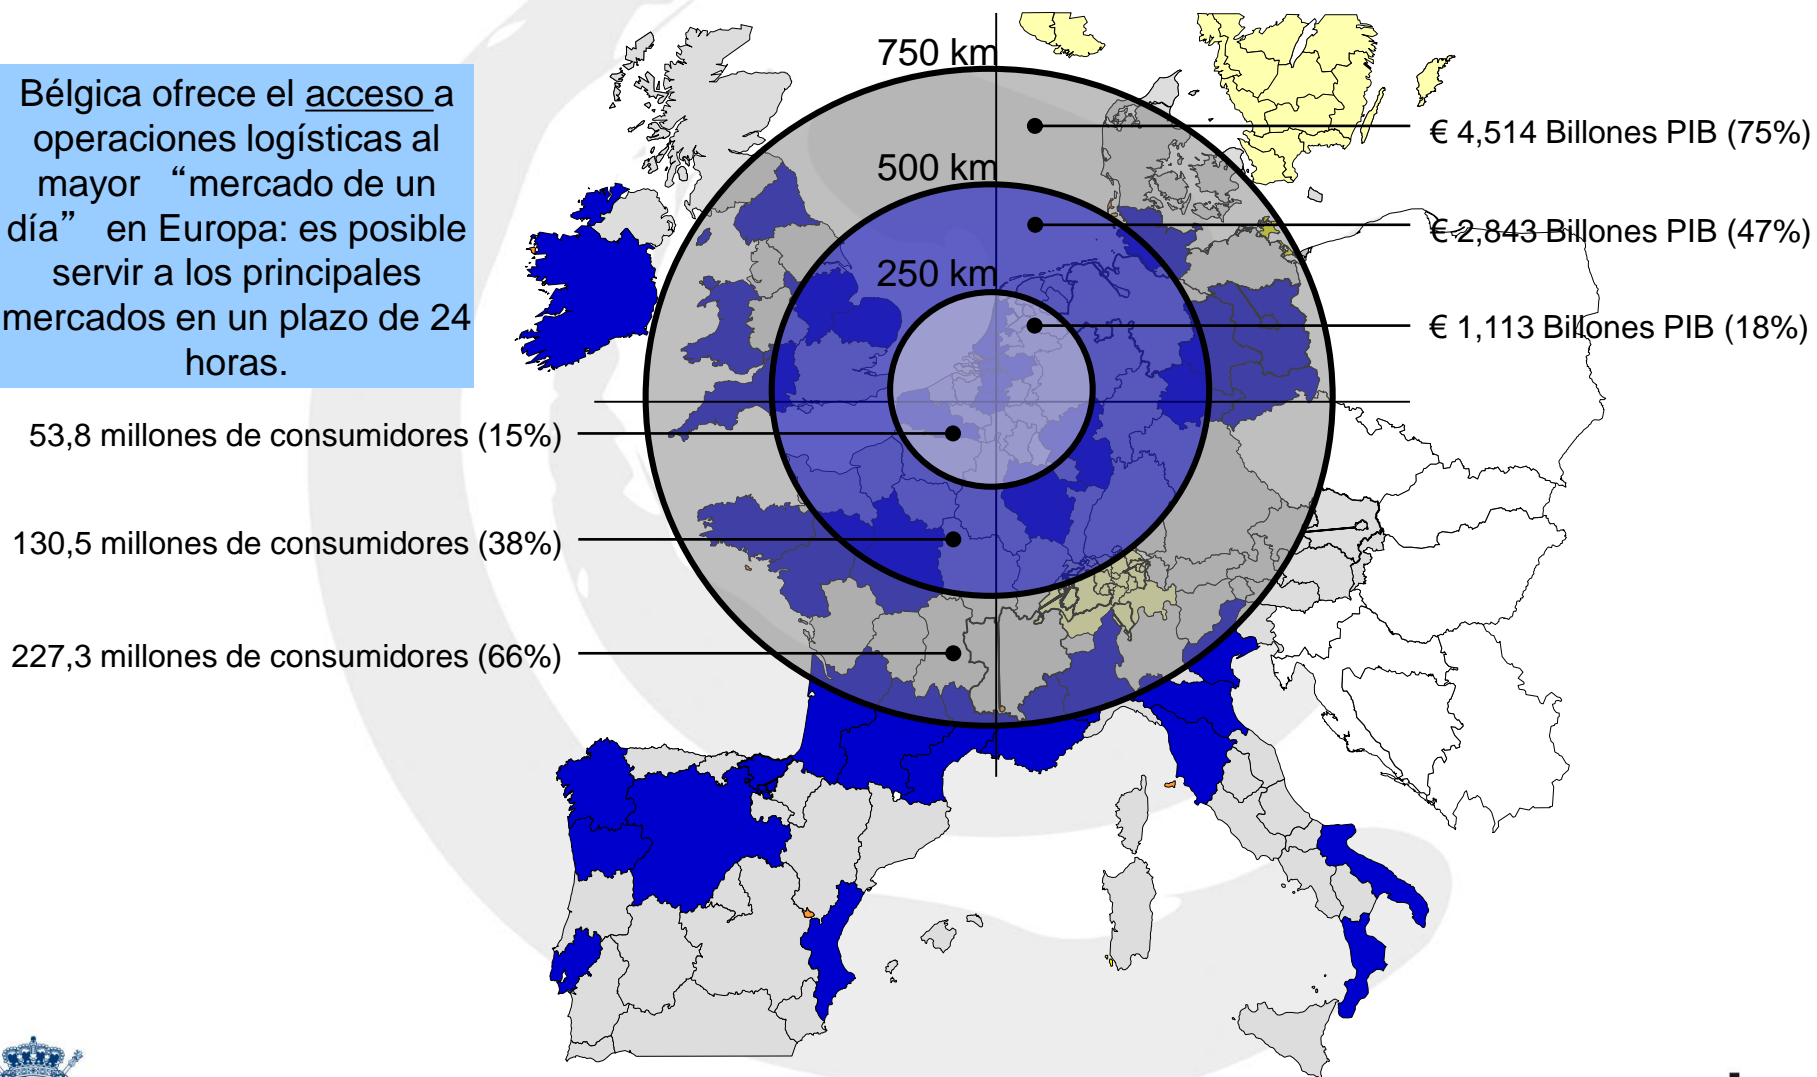 Bélgica ofrece el acceso a
operaciones logísticas al
mayor “mercado de un
día” en Europa: es posible
servir a los principales
mercados en un plazo de 24
horas.
750 km
500 km
250 km
€ 4,514 Billones PIB (75%)
€ 2,843 Billones PIB (47%)
€ 1,113 Billones PIB (18%)
53,8 millones de consumidores (15%)
130,5 millones de consumidores (38%)
227,3 millones de consumidores (66%)